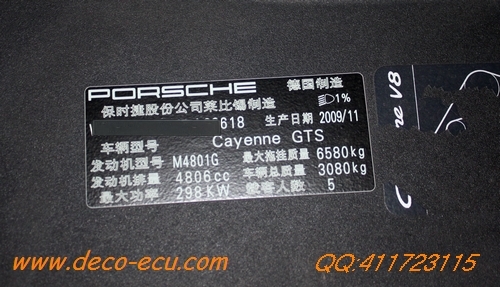 PORSCHE 德国制造
保时捷股份公司莱比锡制造 1%
618 生产日期 2009/11
车辆型号 Cayenne GTS
发动机型号 M4801G 最大拖挂质量 6580kg
发动机排量 4806cc 车辆总质量 3080kg
最大功率 298KW 乘客人数 5
ne V8
www.deco-ecu.com
QQ:411723115